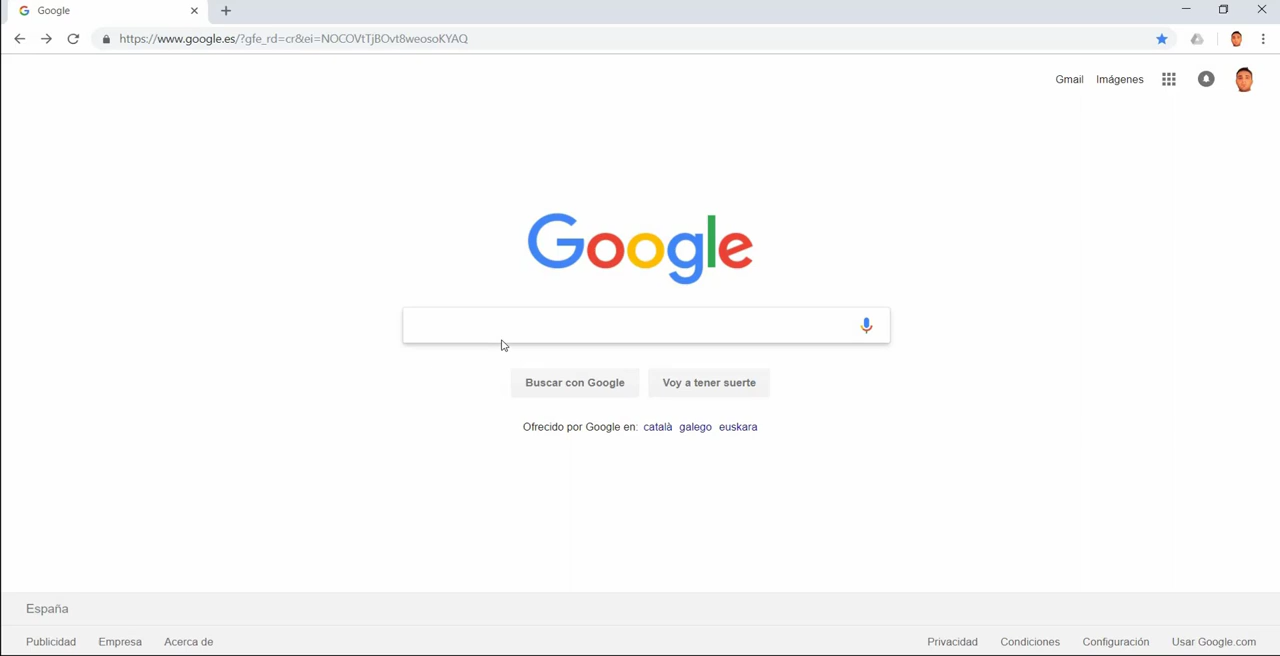 Google
https://www.google.es/?gfe_rd=cr&ei=NOCOVtTjBOvt8weosoKYAQ
Gmail Imágenes
Google
Buscar con Google Voy a tener suerte
Ofrecido por Google en: català galego euskara
España
Publicidad Empresa Acerca de Privacidad Condiciones Configuración Usar Google.com